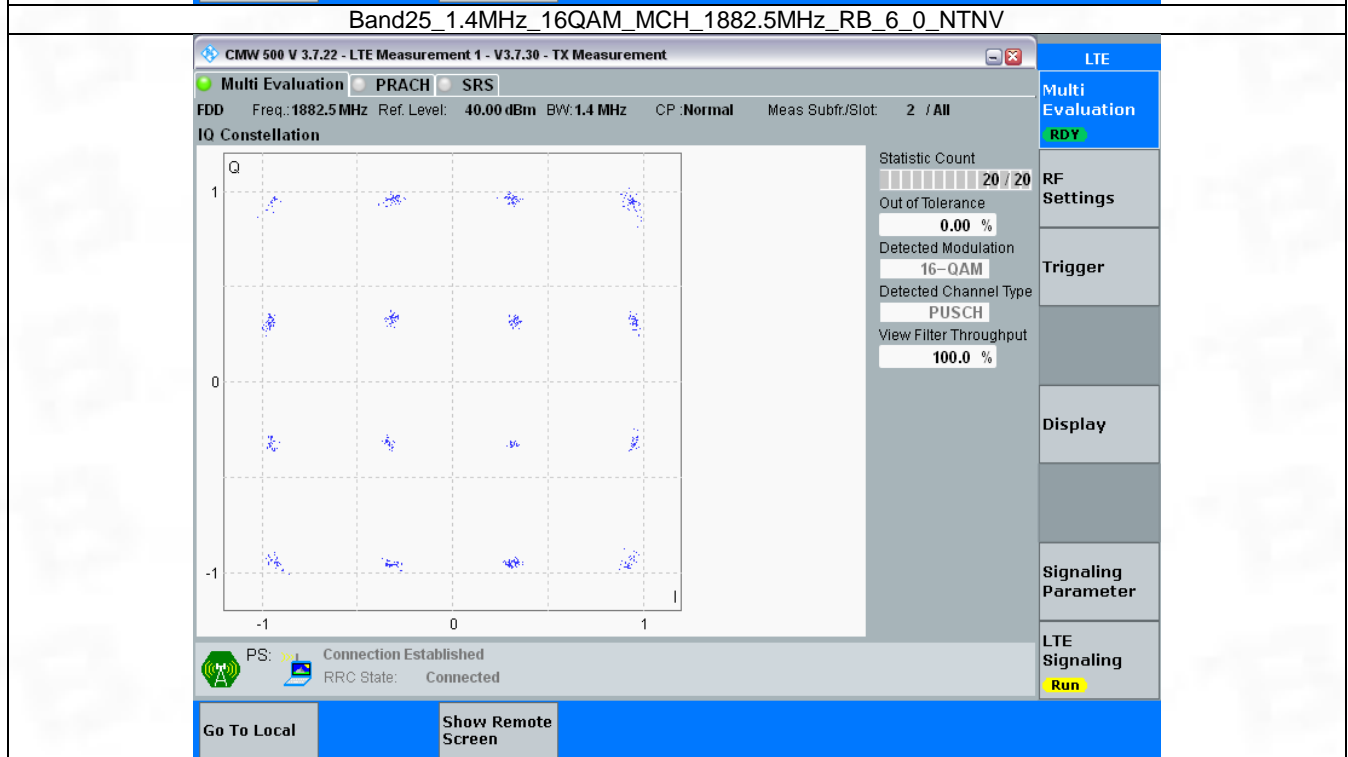 Band25_1.4MHz_16QAM_MCH_1882.5MHz_RB_6_0_NTNV
CMW 500 V 3.7.22 - LTE Measurement 1 - V3.7.30 - TX Measurement
LTE
Multi Evaluation PRACH SRS
FDD Freq.:1882.5 MHz Ref. Level: 40.00 dBm BW:1.4 MHz CP :Normal Meas Subfr./Slot: 2 / All
IQ Constellation
Q
1
0
-1
I
-1 0 1
Statistic Count
20 / 20
Out of Tolerance
0.00 %
Detected Modulation
16-QAM
Detected Channel Type
PUSCH
View Filter Throughput
100.0 %
Multi
Evaluation
RDY
RF
Settings
Trigger
Display
Signaling
Parameter
LTE
Signaling
Run
PS: Connection Established
RRC State: Connected
Go To Local
Show Remote
Screen